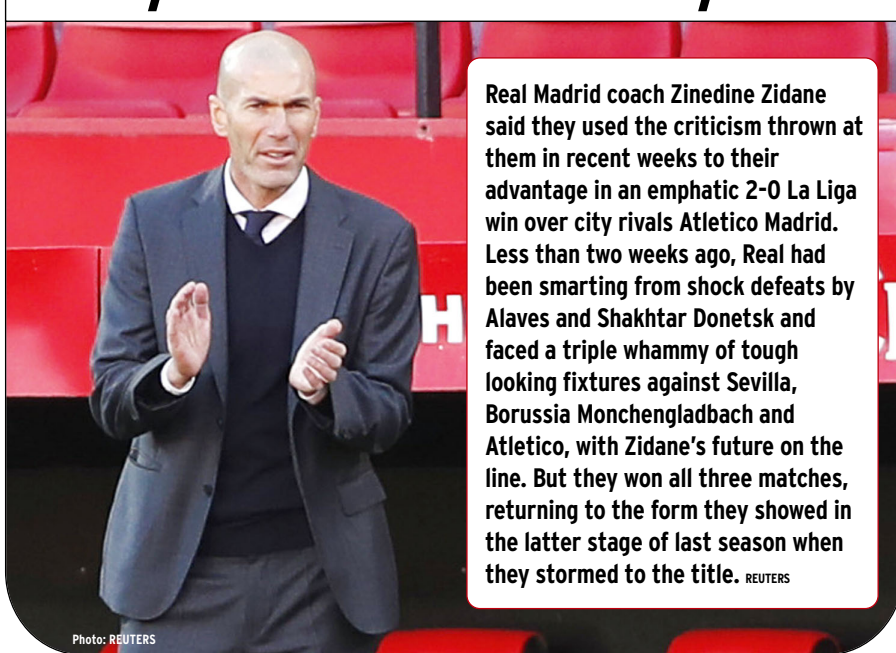 Real Madrid coach Zinedine Zidane
said they used the criticism thrown at
them in recent weeks to their
advantage in an emphatic 2-0 La Liga
win over city rivals Atletico Madrid.
Less than two weeks ago, Real had
been smarting from shock defeats by
Alaves and Shakhtar Donetsk and
faced a triple whammy of tough
looking fixtures against Sevilla,
Borussia Monchengladbach and
Atletico, with Zidane’s future on the
line. But they won all three matches,
returning to the form they showed in
the latter stage of last season when
they stormed to the title. REUTERS
H
Photo: REUTERS